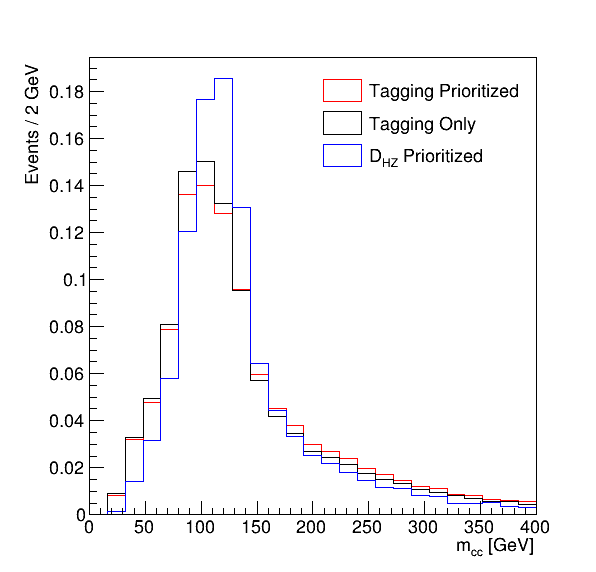 Events / 2 GeV
0.18
0.16
0.14
0.12
0.1
0.08
0.06
0.04
0.02
0
Tagging Prioritized
Tagging Only
D_HZ Prioritized
0 50 100 150 200 250 300 350 400
m_cc [GeV]